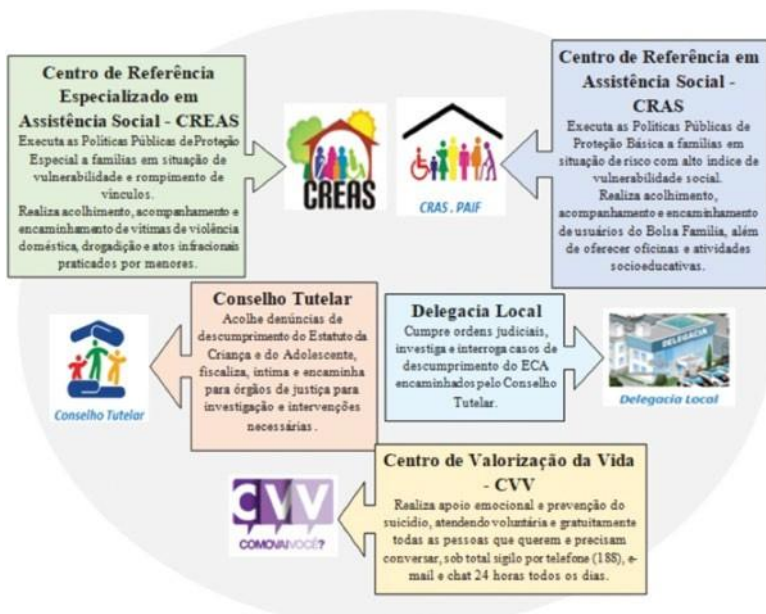 Centro de Referência
Especializado em
Assistência Social - CREAS
Executa as Políticas Públicas de Proteção
Especial a famílias em situação de
vulnerabilidade e rompimento de
vínculos.
Realiza acolhimento, acompanhamento e
encaminhamento de vítimas de violência
doméstica, drogadição e atos infracionais
praticados por menores.
CREAS
CRAS . PAIF
Centro de Referência em
Assistência Social -
CRAS
Executa as Políticas Públicas de
Proteção Básica a famílias em
situação de risco com alto índice de
vulnerabilidade social.
Realiza acolhimento,
acompanhamento e encaminhamento
de usuários do Bolsa Família, além
de oferecer oficinas e atividades
socioeducativas.
Conselho Tutelar
Conselho Tutelar
Acolhe denúncias de
descumprimento do Estatuto da
Criança e do Adolescente,
fiscaliza, intima e encaminha
para órgãos de justiça para
investigação e intervenções
necessárias.
Delegacia Local
Cumpre ordens judiciais,
investiga e interroga casos de
descumprimento do ECA
encaminhados pelo Conselho
Tutelar.
DELEGACIA
Delegacia Local
CVV
COMO VAI VOCÊ?
Centro de Valorização da Vida
- CVV
Realiza apoio emocional e prevenção do
suicídio, atendendo voluntária e gratuitamente
todas as pessoas que querem e precisam
conversar, sob total sigilo por telefone (188), e-
mail e chat 24 horas todos os dias.